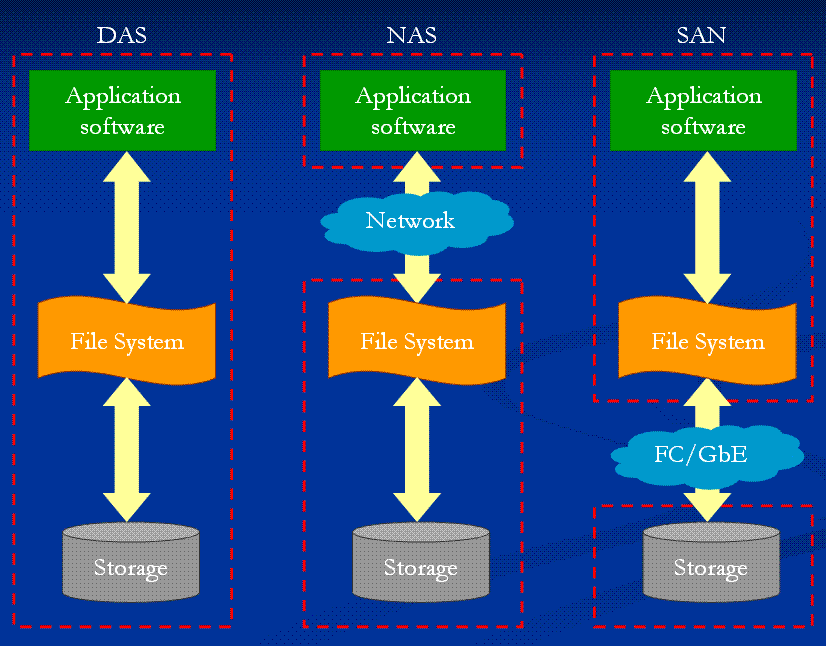 DAS
NAS
SAN
Application
software
Application
software
Application
software
Network
File System
File System
File System
FC/GbE
Storage
Storage
Storage